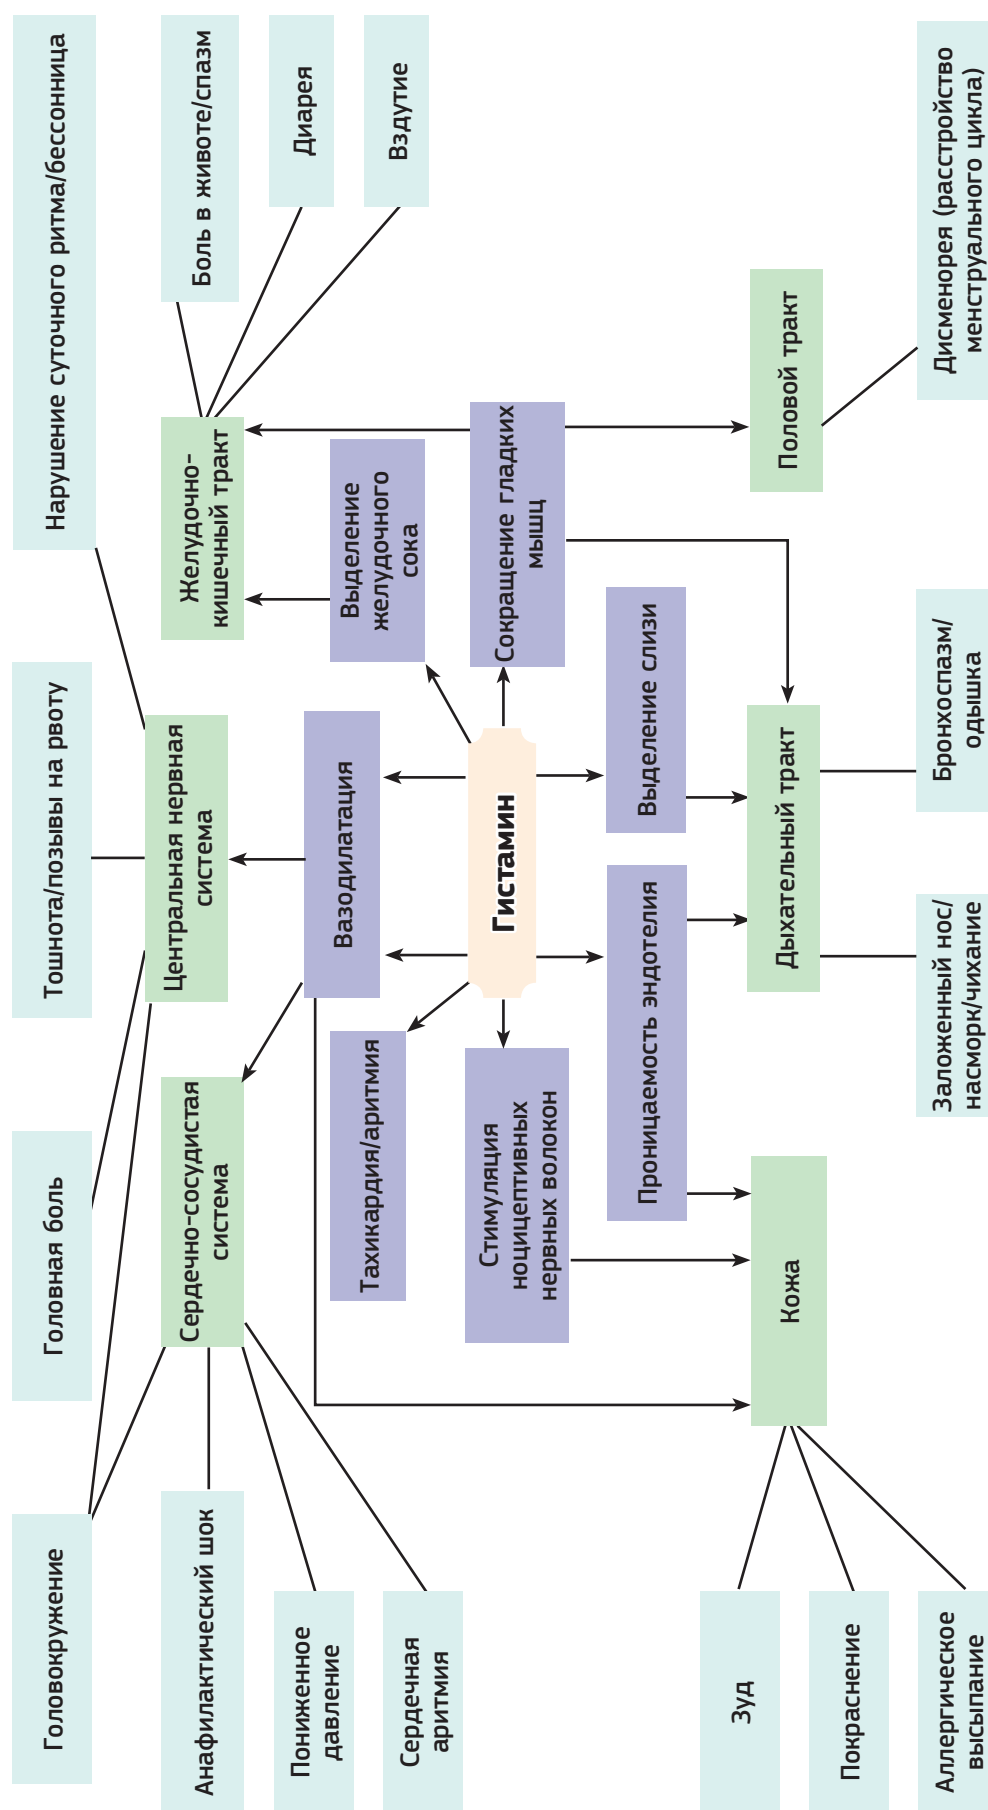 Головокружение
Головная боль
Тошнота/позывы на рвоту
Нарушение суточного ритма/бессонница
Анафилактический шок
Пониженное
давление
Сердечная
аритмия
Сердечно-сосудистая
система
Центральная нервная
система
Желудочно-
кишечный тракт
Боль в животе/спазм
Диарея
Вздутие
Тахикардия/аритмия
Вазодилатация
Выделение
желудочного
сока
Стимуляция
ноцицептивных
нервных волокон
Гистамин
Сокращение гладких
мышц
Проницаемость эндотелия
Выделение слизи
Кожа
Дыхательный тракт
Половой тракт
Зуд
Покраснение
Аллергическое
высыпание
Заложенный нос/
насморк/чихание
Бронхоспазм/
одышка
Дисменорея (расстройство
менструального цикла)